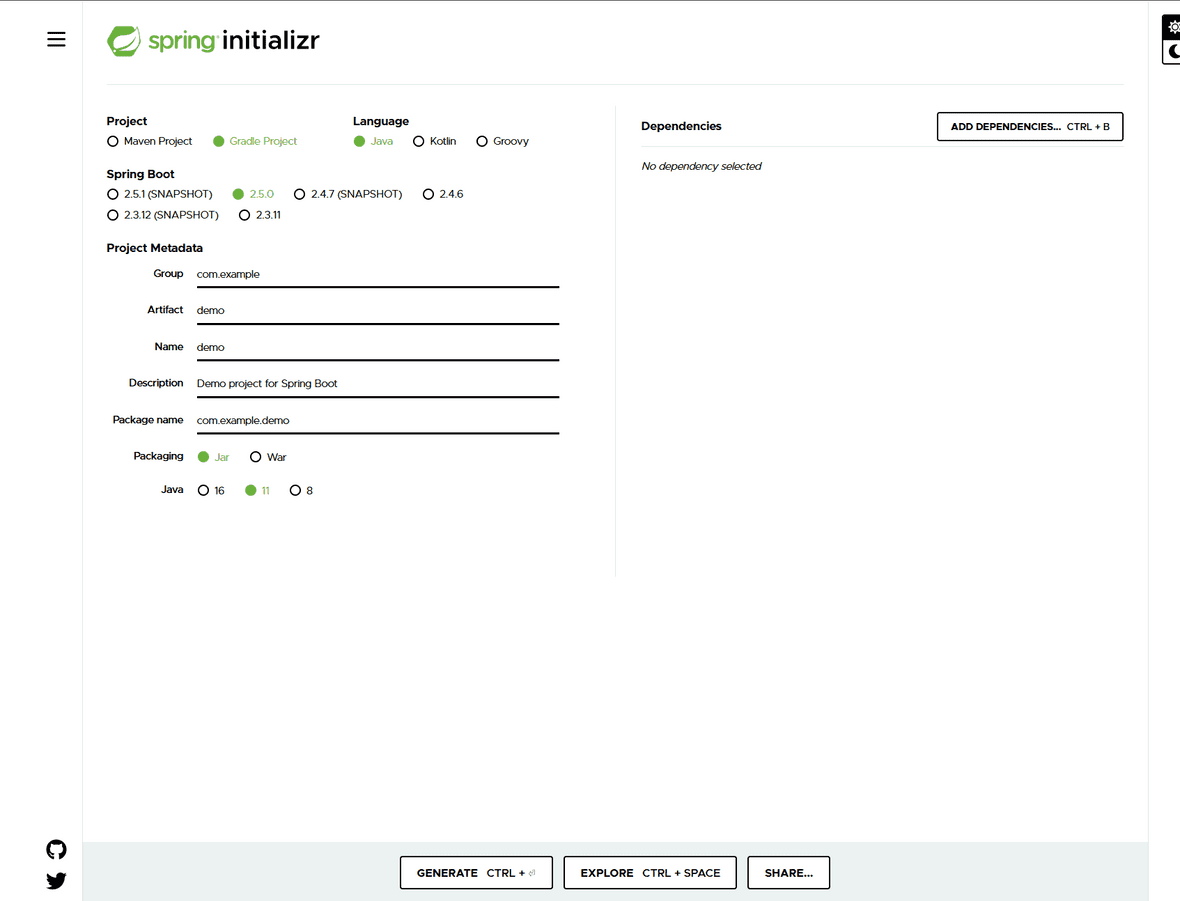 spring initializr
Project
Maven Project Gradle Project
Language
Java Kotlin Groovy
Spring Boot
2.5.1 (SNAPSHOT) 2.5.0 2.4.7 (SNAPSHOT) 2.4.6
2.3.12 (SNAPSHOT) 2.3.11
Project Metadata
Group com.example
Artifact demo
Name demo
Description Demo project for Spring Boot
Package name com.example.demo
Packaging Jar War
Java 16 11 8
Dependencies
ADD DEPENDENCIES... CTRL + B
No dependency selected
GENERATE CTRL + ⏎
EXPLORE CTRL + SPACE
SHARE...